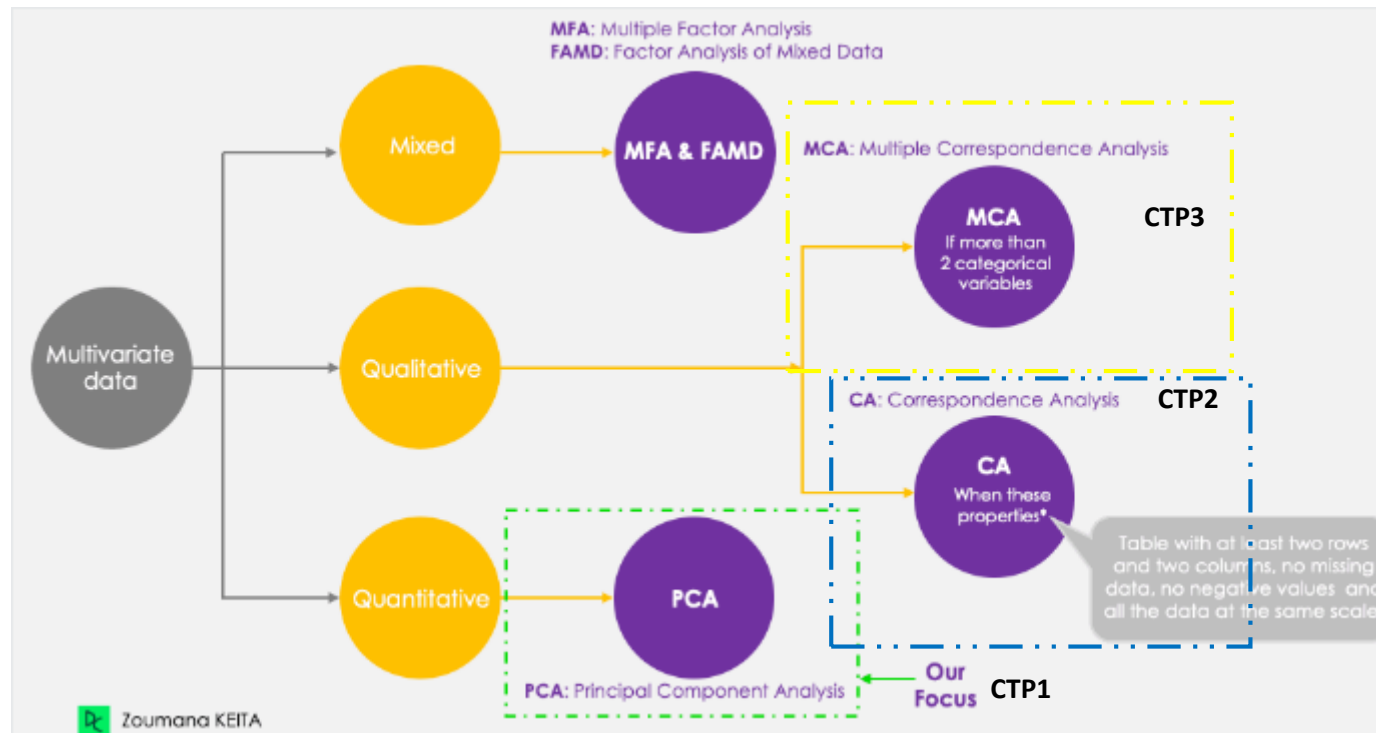 MFA: Multiple Factor Analysis
FAMD: Factor Analysis of Mixed Data
Mixed
MFA & FAMD
MCA: Multiple Correspondence Analysis
MCA
If more than
2 categorical
variables
CTP3
Multivariate
data
Qualitative
CA: Correspondence Analysis
CTP2
CA
When these
properties*
Table with at least two rows
and two columns, no missing
data, no negative values and
all the data at the same scale
Quantitative
PCA
PCA: Principal Component Analysis
Our
Focus
CTP1
DC
Zoumana KEITA